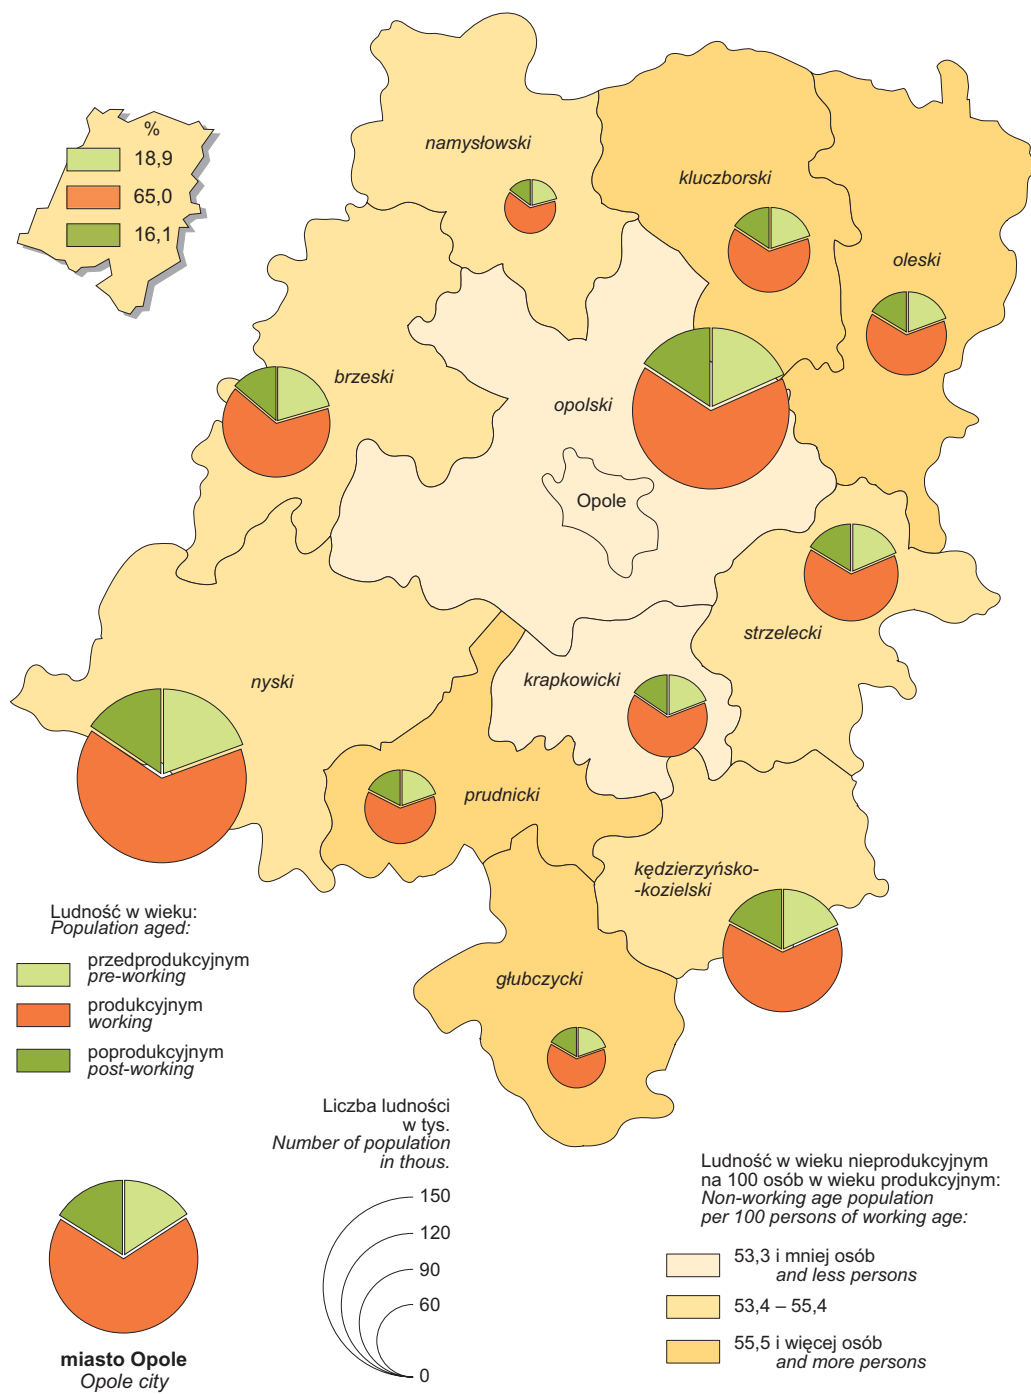 %
18,9
65,0
16,1
namysłowski
kluczborski
oleski
brzeski
opolski
Opole
strzelecki
nyski
krapkowicki
prudnicki
kędzierzyńsko-
-kozielski
głubczycki
Ludność w wieku:
Population aged:
przedprodukcyjnym
pre-working
produkcyjnym
working
poprodukcyjnym
post-working
miasto Opole
Opole city
Liczba ludności
w tys.
Number of population
in thous.
150
120
90
60
0
Ludność w wieku nieprodukcyjnym
na 100 osób w wieku produkcyjnym:
Non-working age population
per 100 persons of working age:
53,3 i mniej osób
and less persons
53,4 – 55,4
55,5 i więcej osób
and more persons